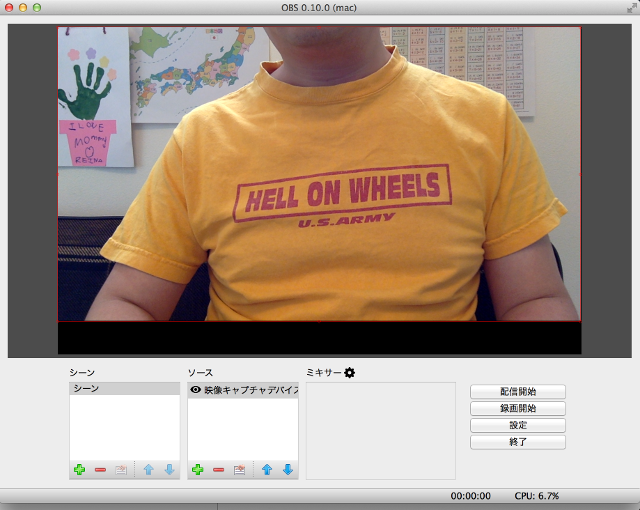 OBS 0.10.0 (mac)
I LOVE
MOMMY
REINA
HELL ON WHEELS
U.S.ARMY
シーン
ソース
ミキサー
シーン
映像キャプチャデバイス
配信開始
録画開始
設定
終了
00:00:00
CPU: 6.7%